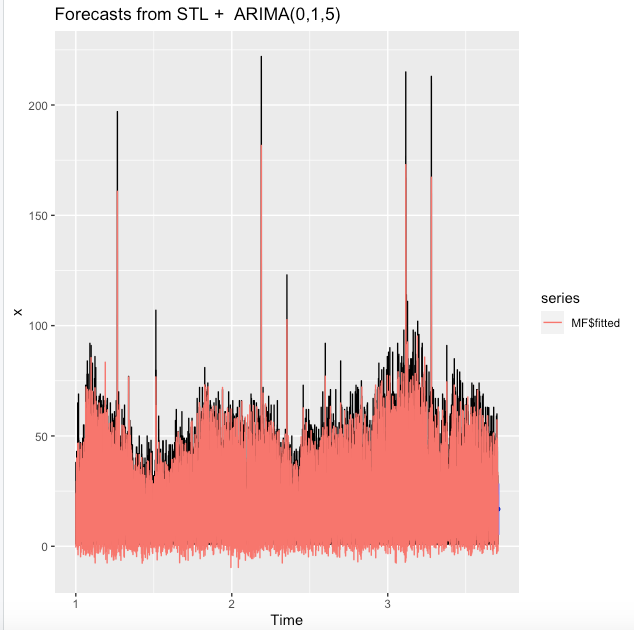 Forecasts from STL +  ARIMA(0,1,5)
200
150
100
50
0
x
1
2
3
Time
series
MF$fitted